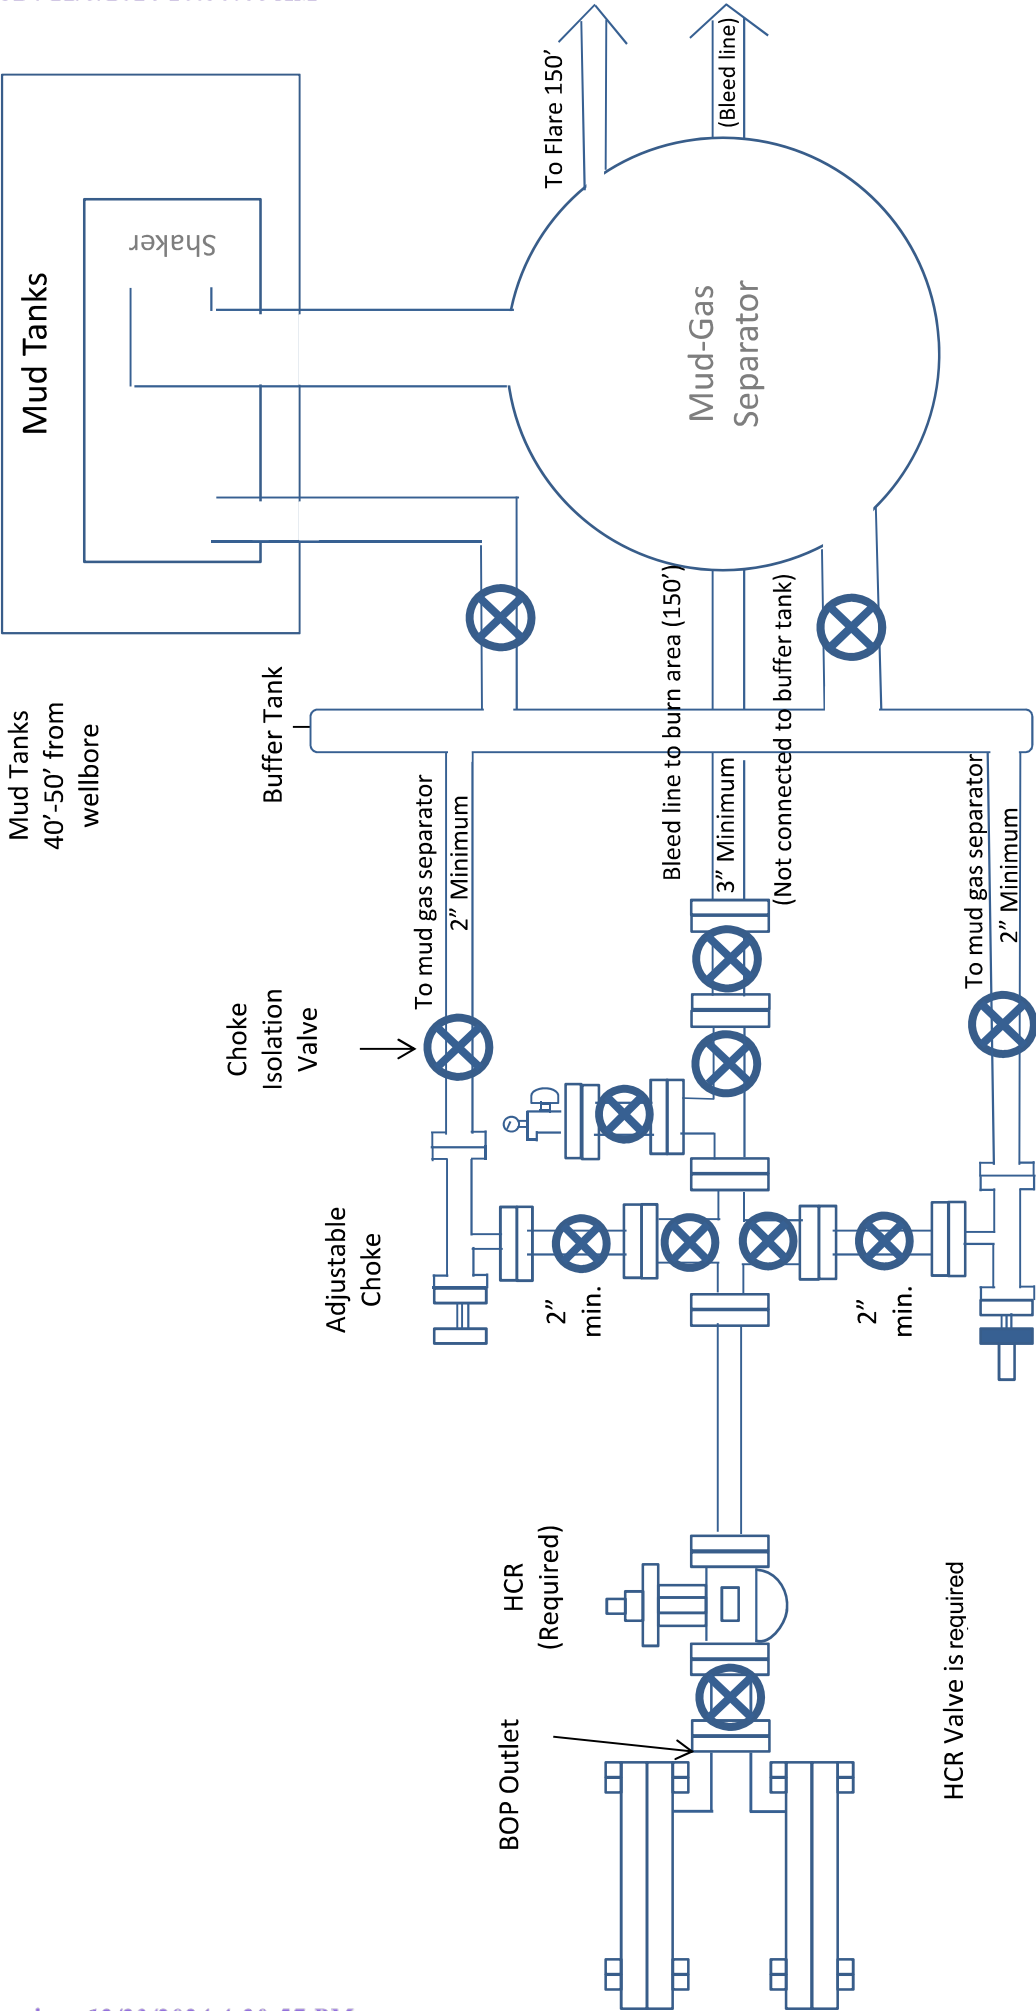 Mud Tanks
Shaker
To Flare 150’
(Bleed line)
Mud-Gas
Separator
Mud Tanks
40’-50’ from
wellbore
Buffer Tank
Bleed line to burn area (150’)
3” Minimum
(Not connected to buffer tank)
To mud gas separator
2” Minimum
To mud gas separator
2” Minimum
Choke
Isolation
Valve
Adjustable
Choke
2”
min.
2”
min.
HCR
(Required)
BOP Outlet
HCR Valve is required